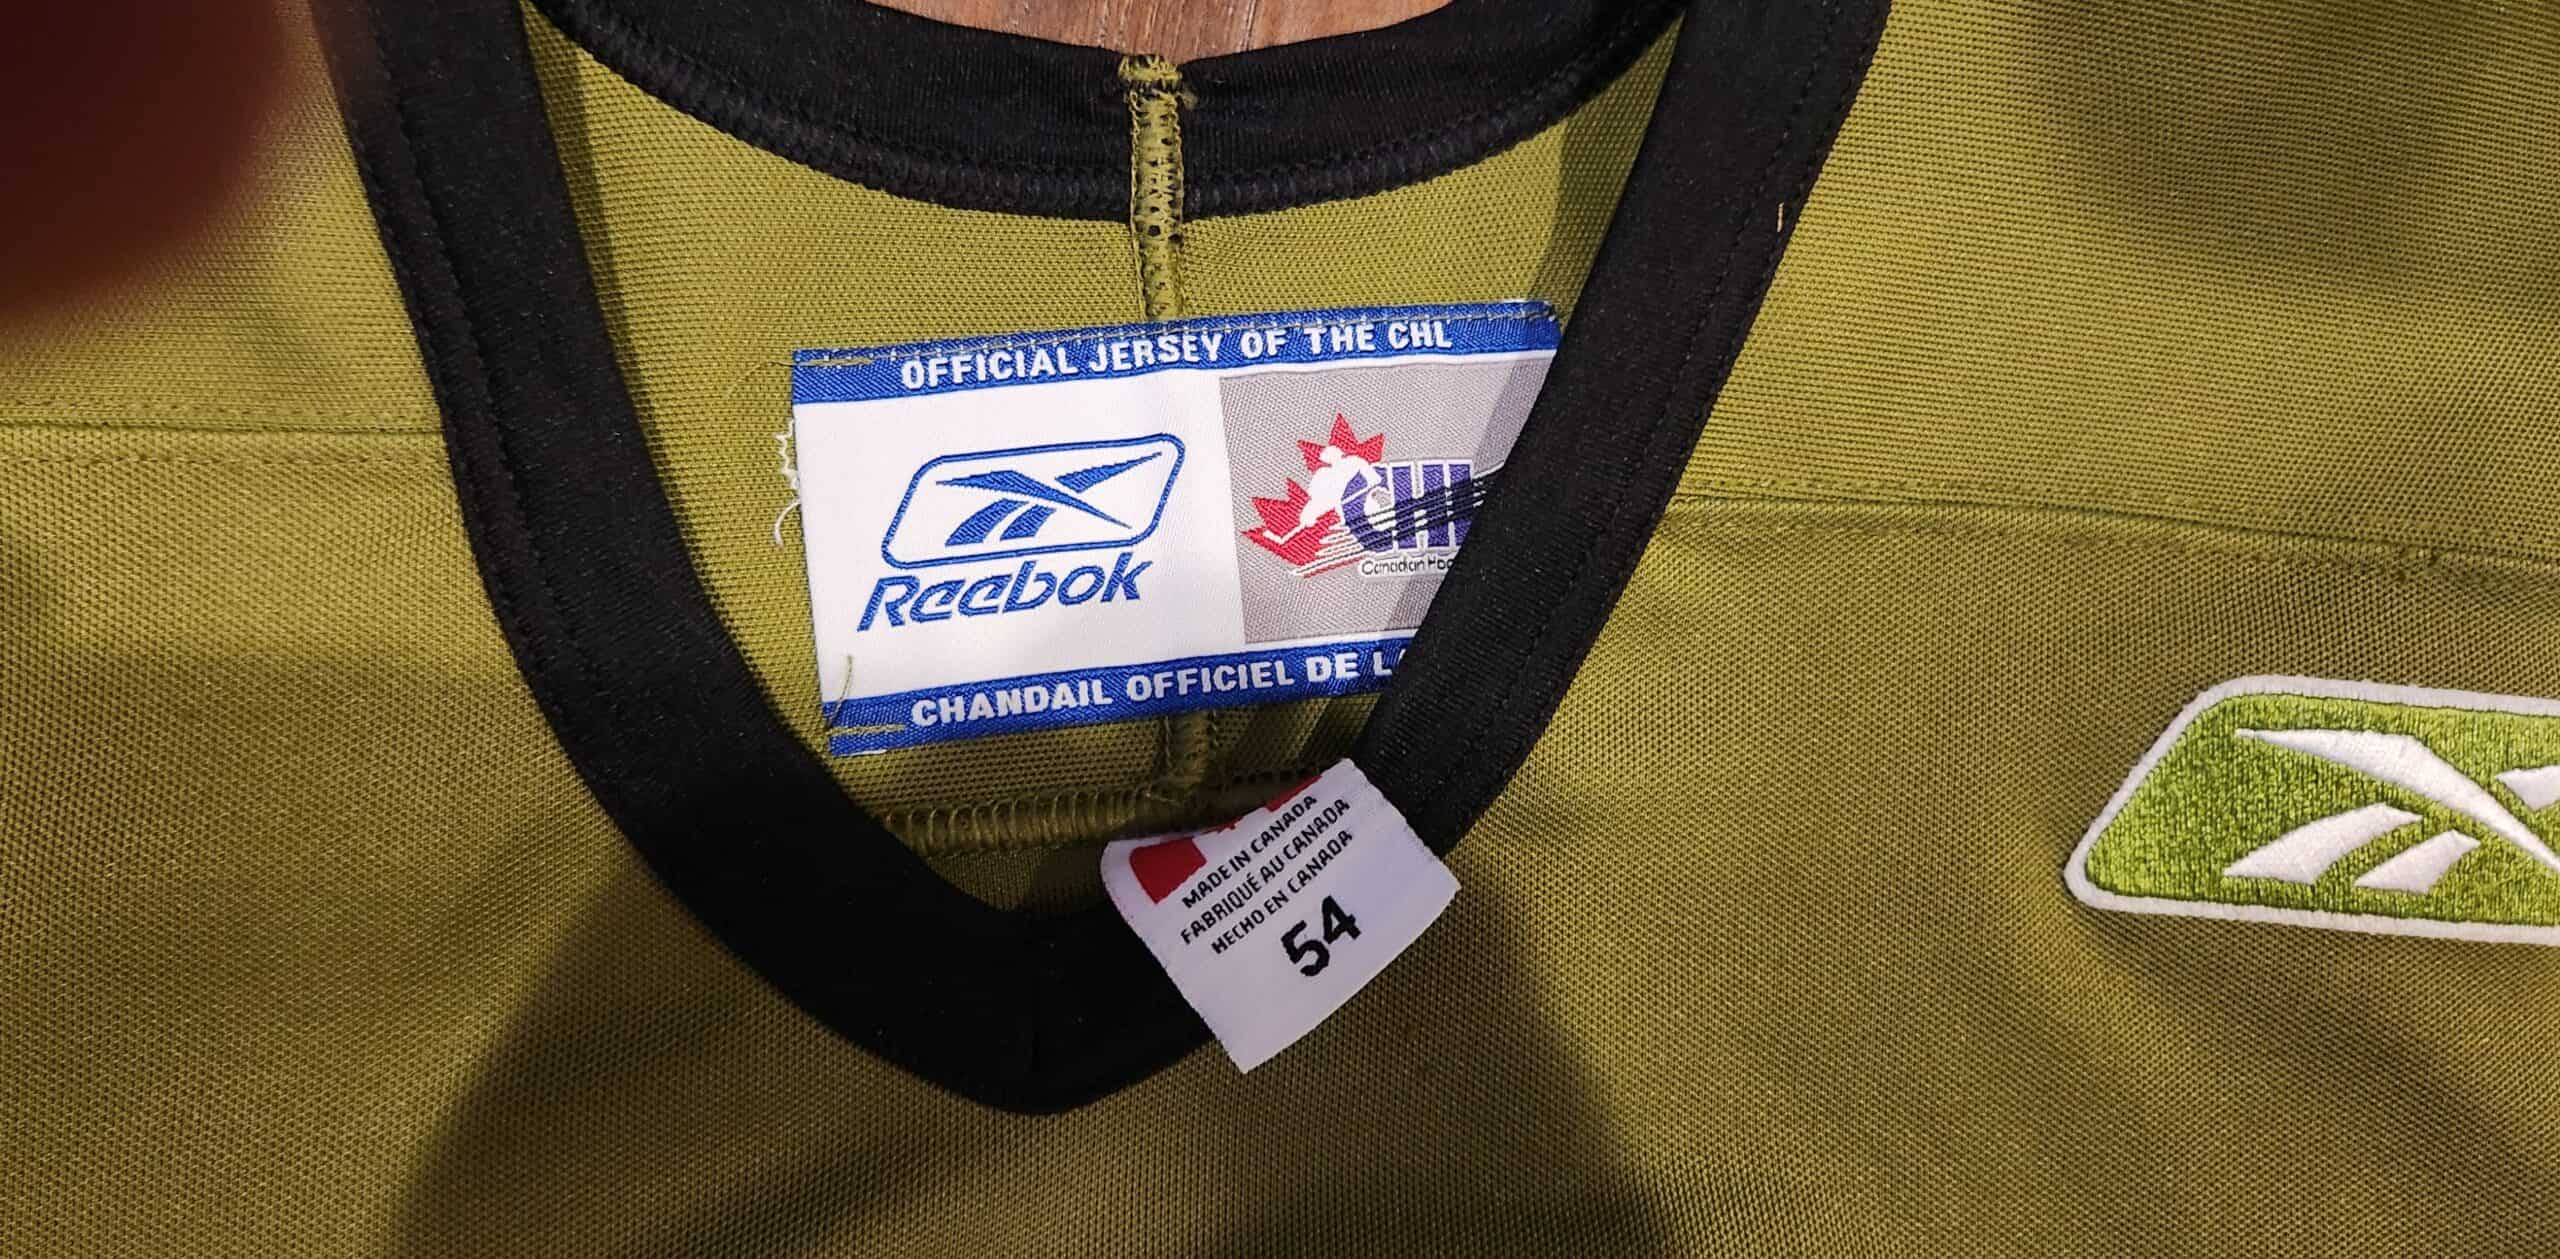 OFFICIAL JERSEY OF THE CHL
Reebok
CHL
Canadian
CHANDAIL OFFICIEL DE
MADE IN CANADA
FABRIQUÉ AU CANADA
HECHO EN CANADA
54